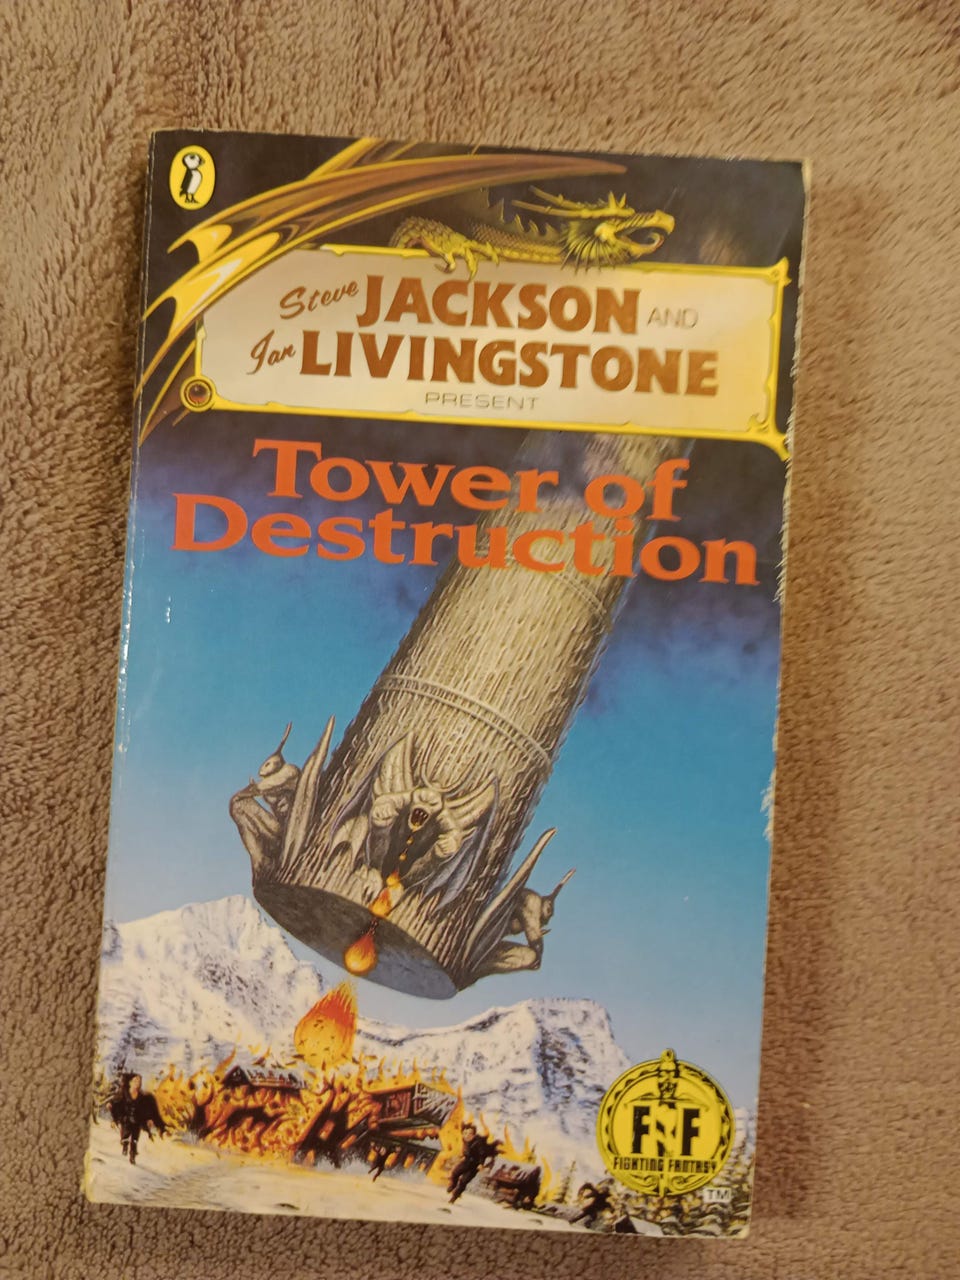 Steve JACKSON AND
Ian LIVINGSTONE
PRESENT
Tower of
Destruction
FF
FIGHTING FANTASY
TM